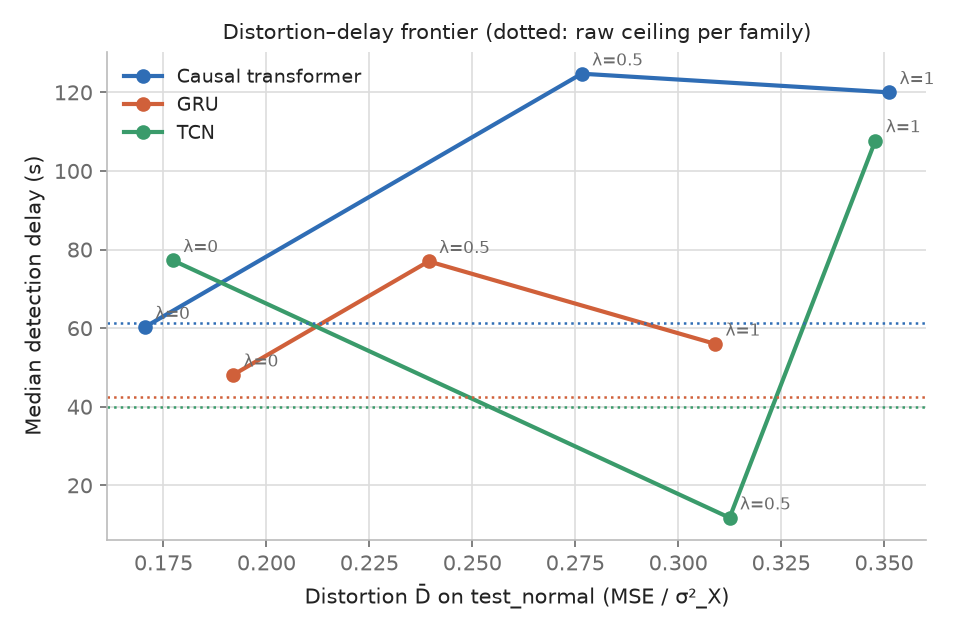 Distortion–delay frontier (dotted: raw ceiling per family)
Causal transformer
GRU
TCN
λ=0.5
λ=1
λ=1
λ=0
λ=0.5
λ=0
λ=1
λ=0
λ=0.5
120
100
80
60
40
20
Median detection delay (s)
0.175 0.200 0.225 0.250 0.275 0.300 0.325 0.350
Distortion D̄ on test_normal (MSE / σ²_X)